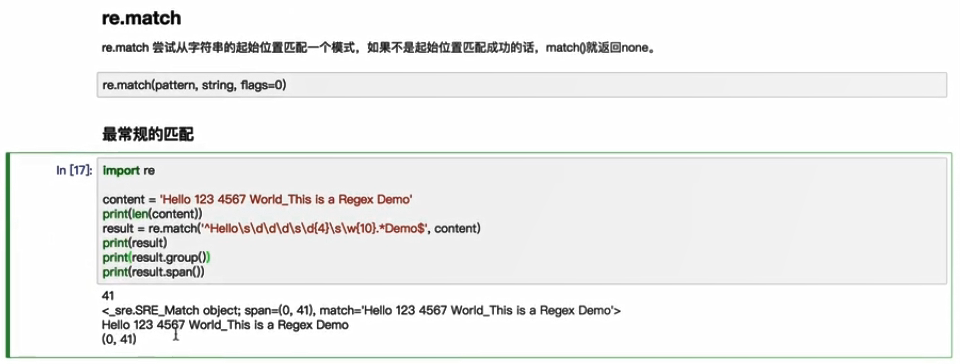 re.match
re.match 尝试从字符串的起始位置匹配一个模式，如果不是起始位置匹配成功的话，match()就返回none。
re.match(pattern, string, flags=0)
最常规的匹配
In [17]: import re
content = 'Hello 123 4567 World_This is a Regex Demo'
print(len(content))
result = re.match('^Hello\s\d\d\d\s\d{4}\s\w{10}.*Demo$', content)
print(result)
print(result.group())
print(result.span())
41
<_sre.SRE_Match object; span=(0, 41), match='Hello 123 4567 World_This is a Regex Demo'>
Hello 123 4567 World_This is a Regex Demo
(0, 41)